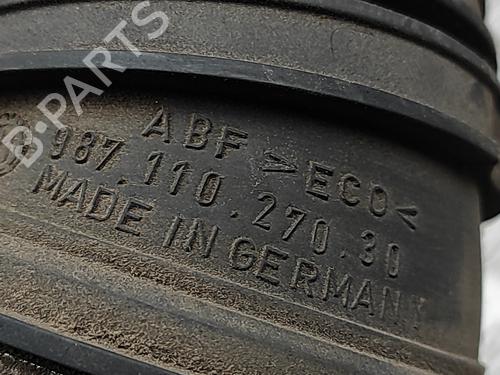 B-PARTS
ABF >ECO<
987.110.270.30
MADE IN GERMANY